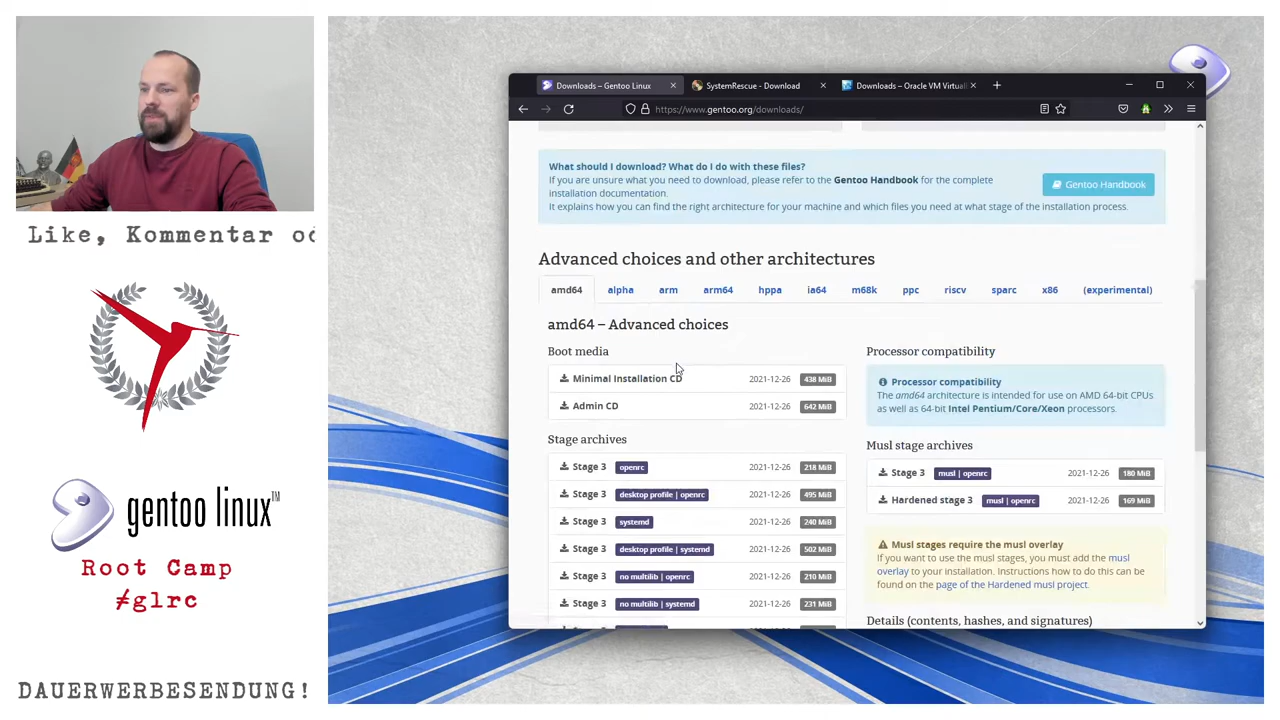 Like, Kommentar od
gentoo linux™
Root Camp
≠glrc
DAUERWERBESENDUNG!
Downloads – Gentoo Linux
SystemRescue - Download
Downloads – Oracle VM Virtual
https://www.gentoo.org/downloads/
What should I download? What do I do with these files?
If you are unsure what you need to download, please refer to the Gentoo Handbook for the complete
installation documentation.
It explains how you can find the right architecture for your machine and which files you need at what stage of the installation process.
Gentoo Handbook
Advanced choices and other architectures
amd64 alpha arm arm64 hppa ia64 m68k ppc riscv sparc x86 (experimental)
amd64 – Advanced choices
Boot media
Minimal Installation CD 2021-12-26 438 MiB
Admin CD 2021-12-26 642 MiB
Stage archives
Stage 3 openrc 2021-12-26 218 MiB
Stage 3 desktop profile | openrc 2021-12-26 495 MiB
Stage 3 systemd 2021-12-26 240 MiB
Stage 3 desktop profile | systemd 2021-12-26 502 MiB
Stage 3 no multilib | openrc 2021-12-26 210 MiB
Stage 3 no multilib | systemd 2021-12-26 231 MiB
Processor compatibility
Processor compatibility
The amd64 architecture is intended for use on AMD 64-bit CPUs
as well as 64-bit Intel Pentium/Core/Xeon processors.
Musl stage archives
Stage 3 musl | openrc 2021-12-26 180 MiB
Hardened stage 3 musl | openrc 2021-12-26 169 MiB
Musl stages require the musl overlay
If you want to use the musl stages, you must add the musl
overlay to your installation. Instructions how to do this can be
found on the page of the Hardened musl project.
Details (contents, hashes, and signatures)